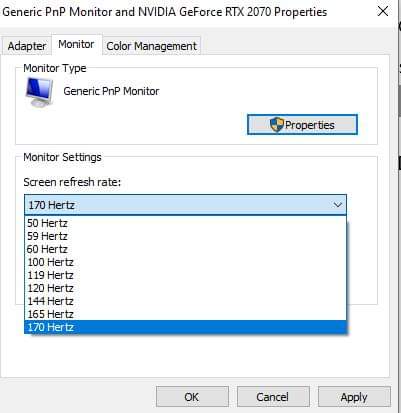 Generic PnP Monitor and NVIDIA GeForce RTX 2070 Properties
Adapter Monitor Color Management
Monitor Type
Generic PnP Monitor
Properties
Monitor Settings
Screen refresh rate:
170 Hertz
50 Hertz
59 Hertz
60 Hertz
100 Hertz
119 Hertz
120 Hertz
144 Hertz
165 Hertz
170 Hertz
OK Cancel Apply